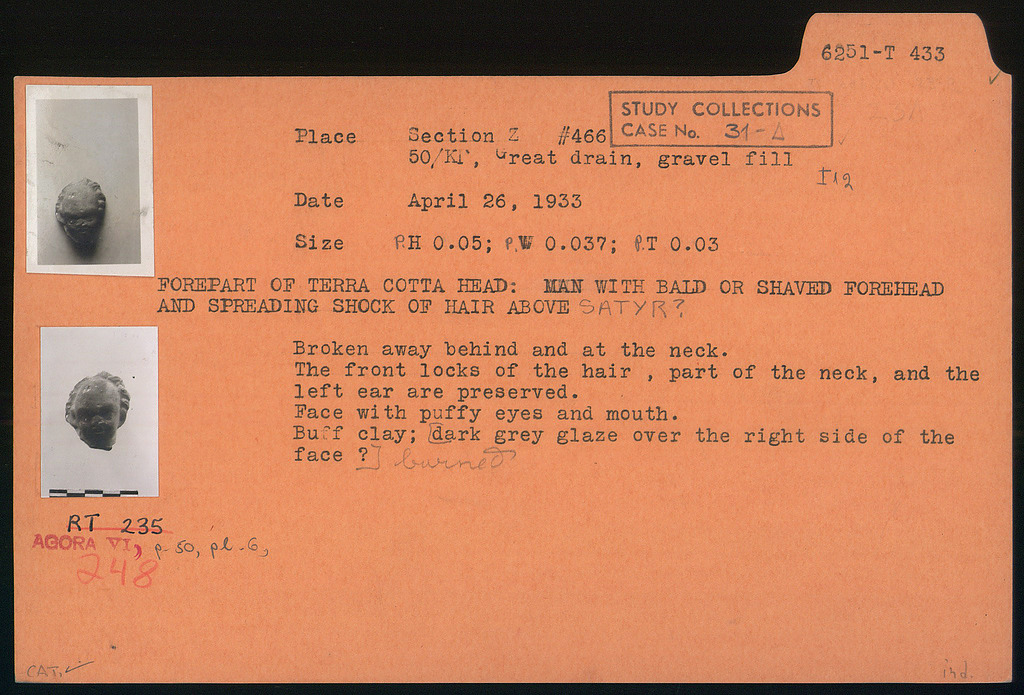 6251-T 433
STUDY COLLECTIONS
CASE No. 31-Δ
Place Section Z #466
50/ , Great drain, gravel fill
I12
Date April 26, 1933
Size P.H 0.05; P.W 0.037; P.T 0.03
FOREPART OF TERRA COTTA HEAD: MAN WITH BALD OR SHAVED FOREHEAD
AND SPREADING SHOCK OF HAIR ABOVE SATYR?
Broken away behind and at the neck.
The front locks of the hair , part of the neck, and the
left ear are preserved.
Face with puffy eyes and mouth.
Buff clay; [dark grey glaze over the right side of the
face ?] burned
RT 235
AGORA VI, p. 50, pl. 6,
248
CAT.
ind.